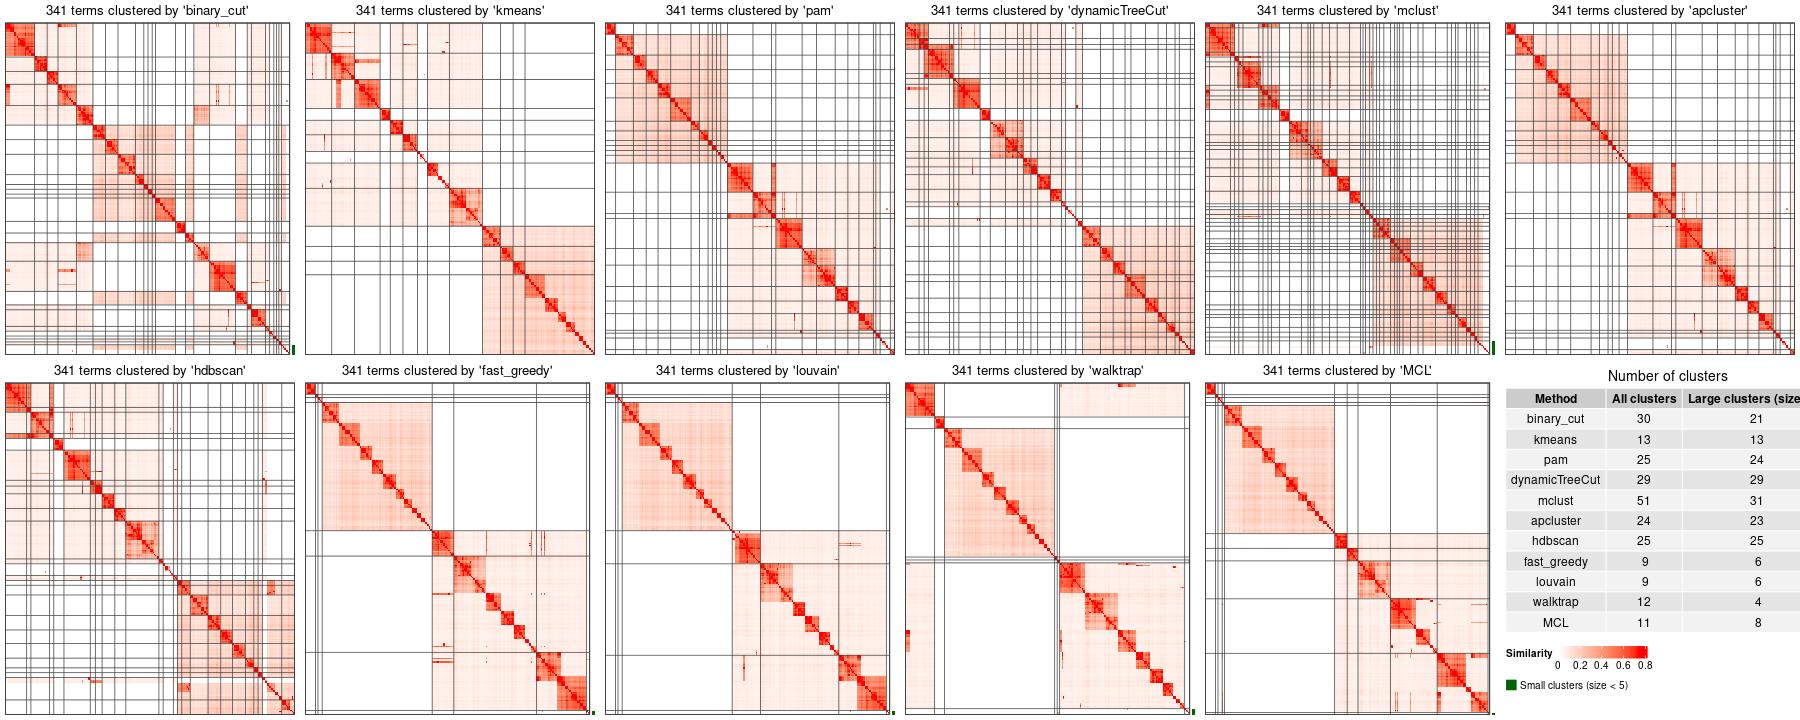 341 terms clustered by 'binary_cut'
341 terms clustered by 'kmeans'
341 terms clustered by 'pam'
341 terms clustered by 'dynamicTreeCut'
341 terms clustered by 'mclust'
341 terms clustered by 'apcluster'
341 terms clustered by 'hdbscan'
341 terms clustered by 'fast_greedy'
341 terms clustered by 'louvain'
341 terms clustered by 'walktrap'
341 terms clustered by 'MCL'
Number of clusters
Method All clusters Large clusters (size
binary_cut 30 21
kmeans 13 13
pam 25 24
dynamicTreeCut 29 29
mclust 51 31
apcluster 24 23
hdbscan 25 25
fast_greedy 9 6
louvain 9 6
walktrap 12 4
MCL 11 8
Similarity
0 0.2 0.4 0.6 0.8
Small clusters (size < 5)